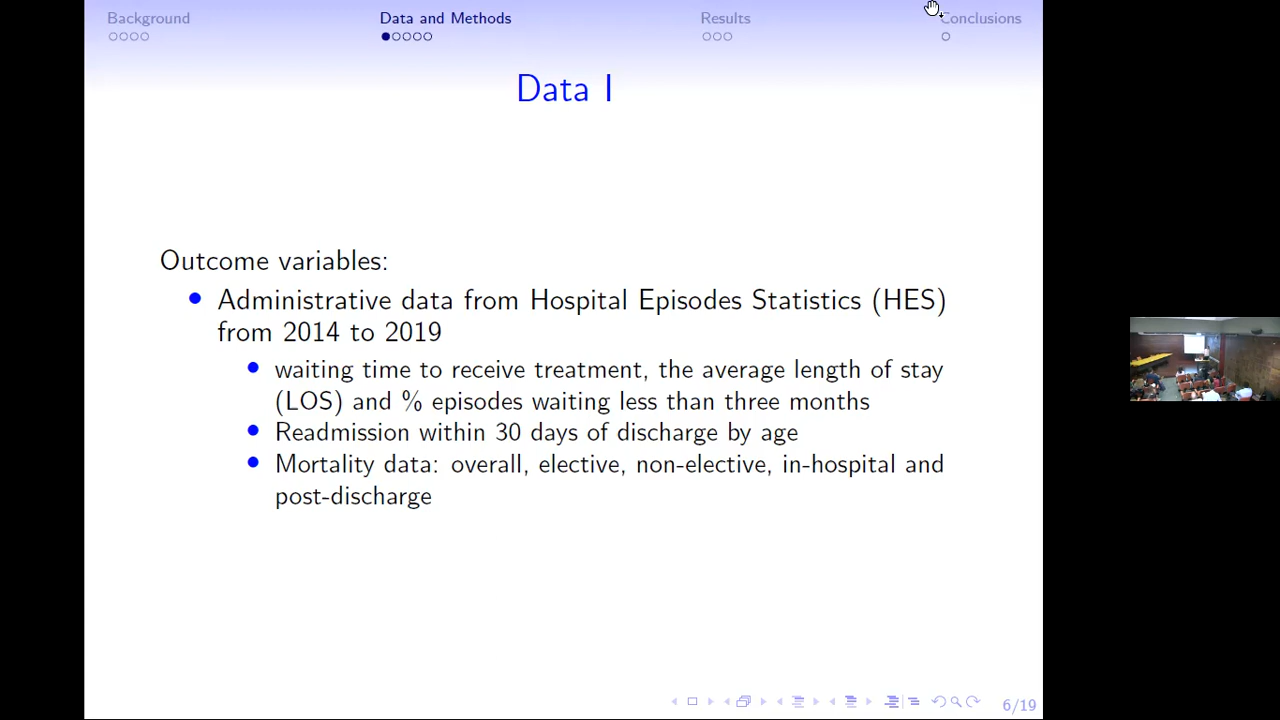 Background Data and Methods Results Conclusions
Data I
Outcome variables:
Administrative data from Hospital Episodes Statistics (HES)
from 2014 to 2019
waiting time to receive treatment, the average length of stay
(LOS) and % episodes waiting less than three months
Readmission within 30 days of discharge by age
Mortality data: overall, elective, non-elective, in-hospital and
post-discharge
6/19